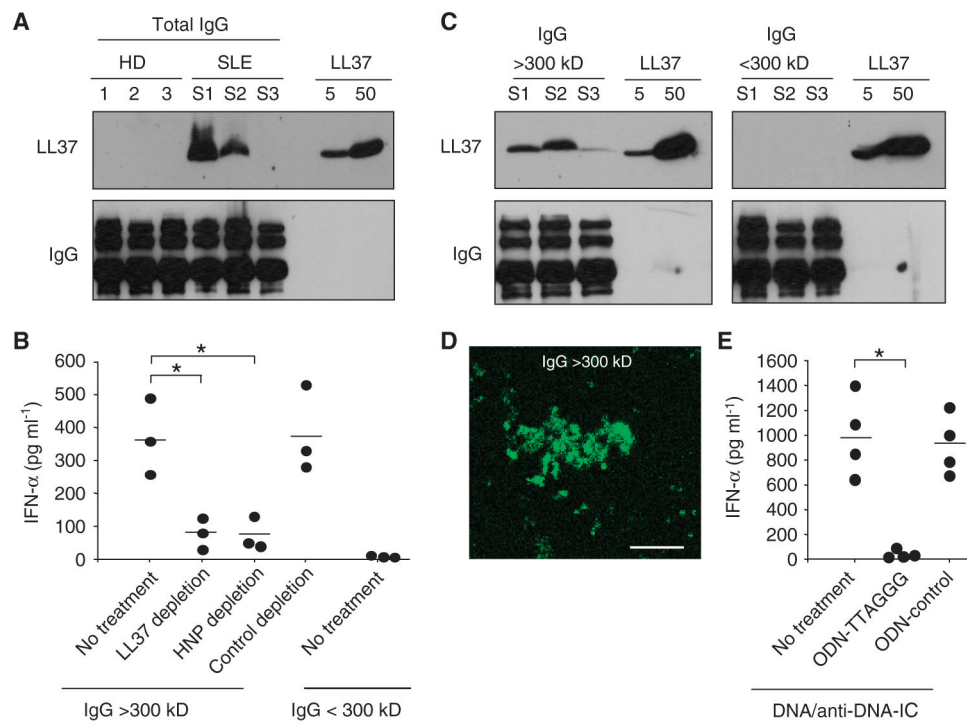 A
Total IgG
HD SLE LL37
1 2 3 S1 S2 S3 5 50
LL37
IgG
C
IgG
>300 kD LL37
S1 S2 S3 5 50
IgG
<300 kD LL37
S1 S2 S3 5 50
LL37
IgG
B
IFN-α (pg ml⁻¹)
600
500
400
300
200
100
0
* *
No treatment
LL37 depletion
HNP depletion
Control depletion
No treatment
IgG >300 kD
IgG < 300 kD
D
IgG >300 kD
E
IFN-α (pg ml⁻¹)
1600
1400
1200
1000
800
600
400
200
0
*
No treatment
ODN-TTAGGG
ODN-control
DNA/anti-DNA-IC